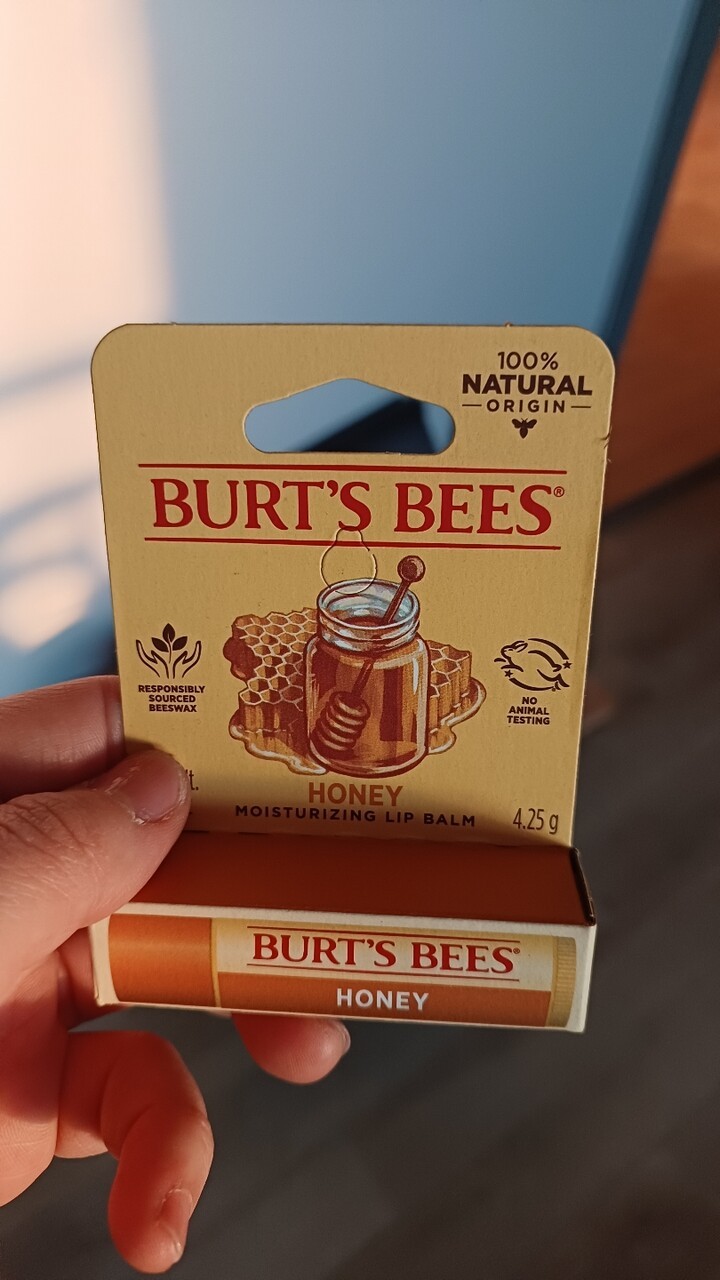 100%
NATURAL
ORIGIN
BURT'S BEES®
RESPONSIBLY
SOURCED
BEESWAX
NO
ANIMAL
TESTING
HONEY
MOISTURIZING LIP BALM
4.25 g
BURT'S BEES®
HONEY